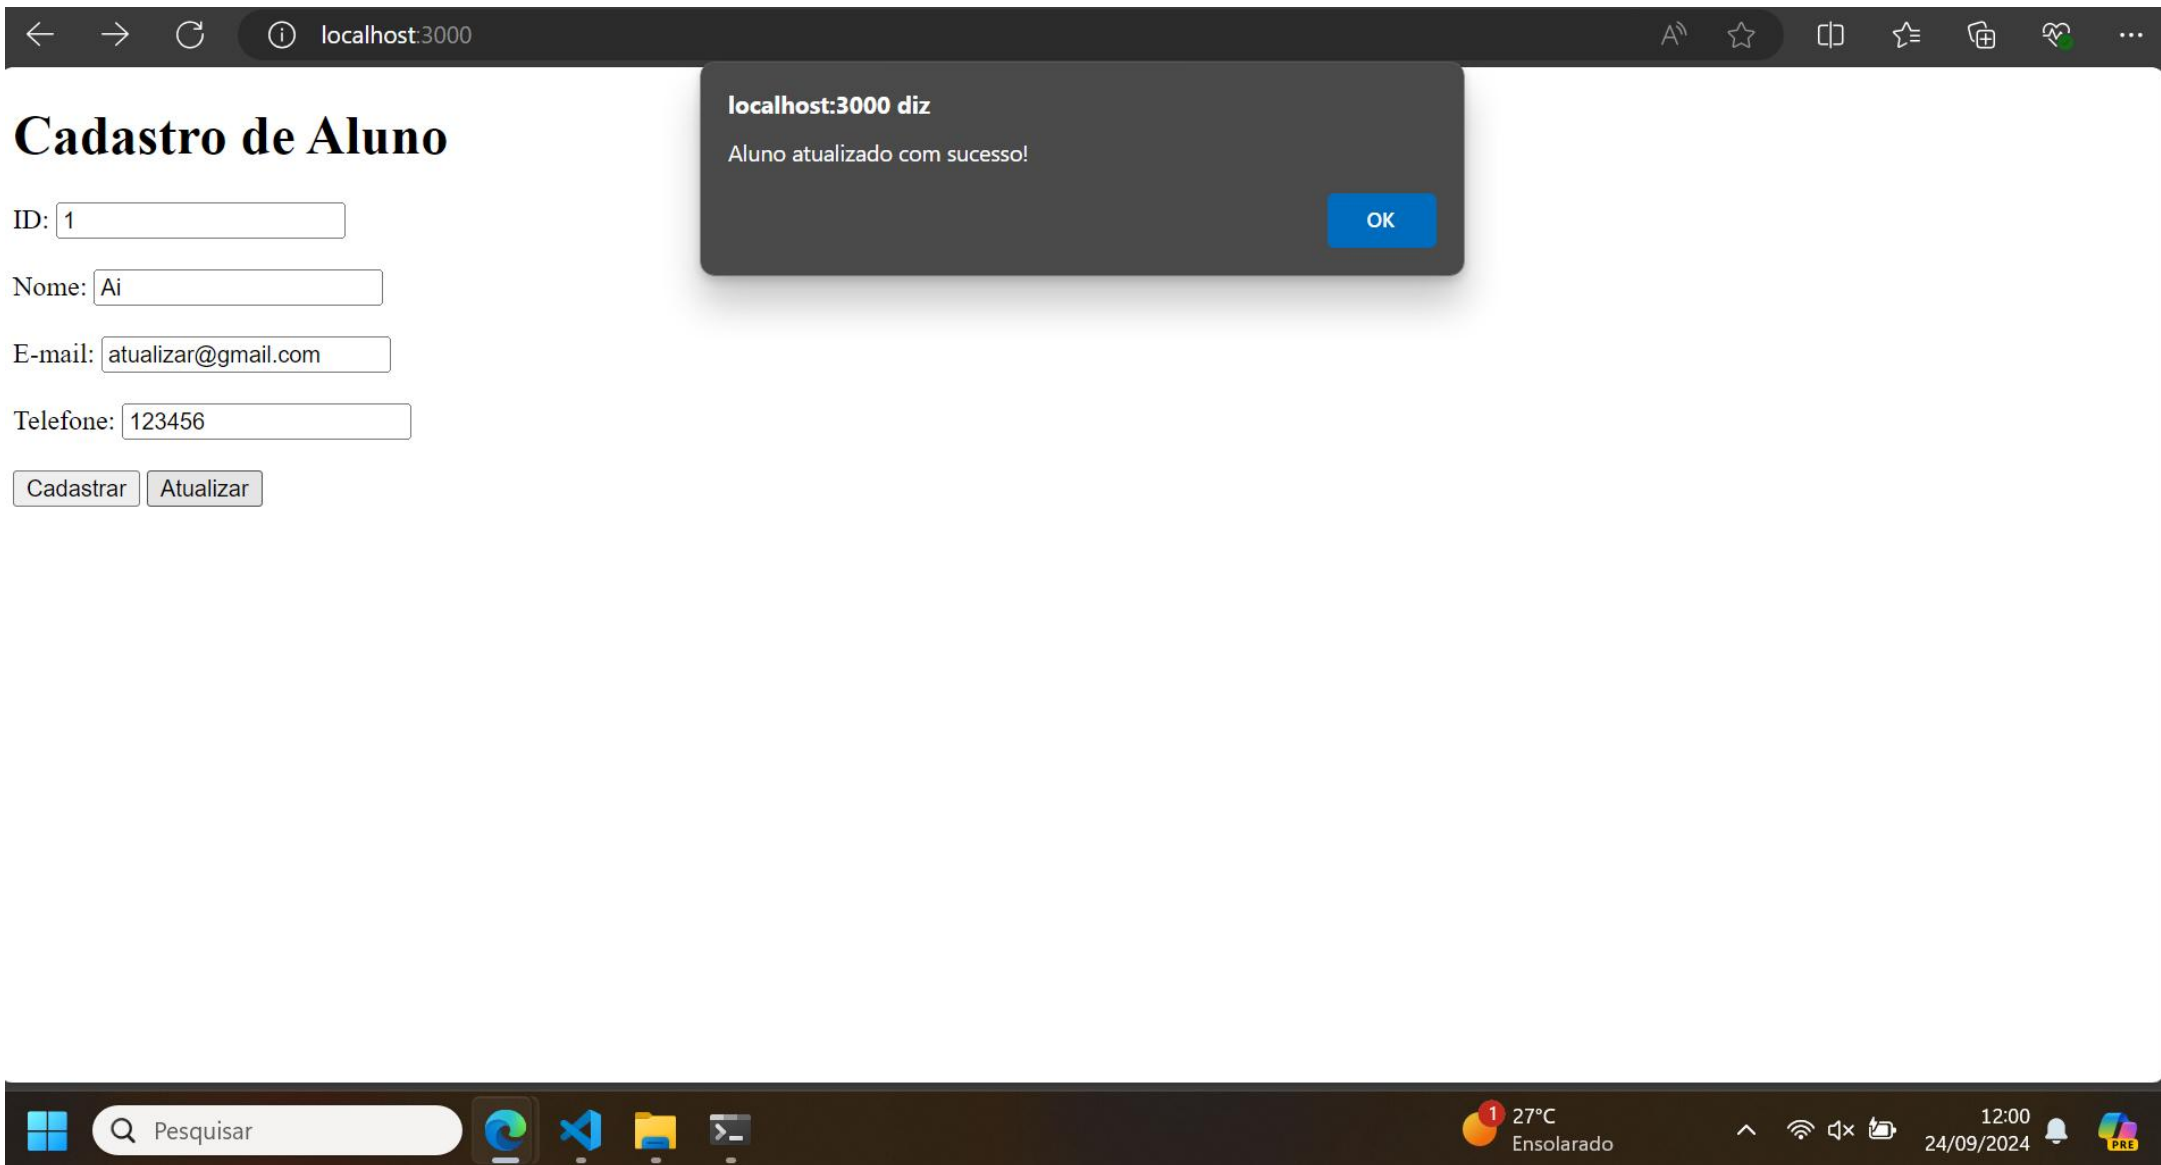 localhost:3000
localhost:3000 diz
Aluno atualizado com sucesso!
OK
Cadastro de Aluno
ID: 1
Nome: Ai
E-mail: atualizar@gmail.com
Telefone: 123456
Cadastrar Atualizar
Pesquisar
1
27°C
Ensolarado
12:00
24/09/2024
PRE